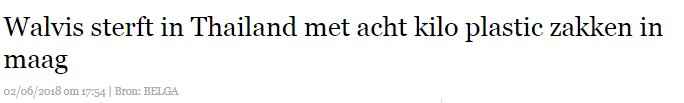 Walvis sterft in Thailand met acht kilo plastic zakken in
maag
02/06/2018 om 17:54 | Bron: BELGA